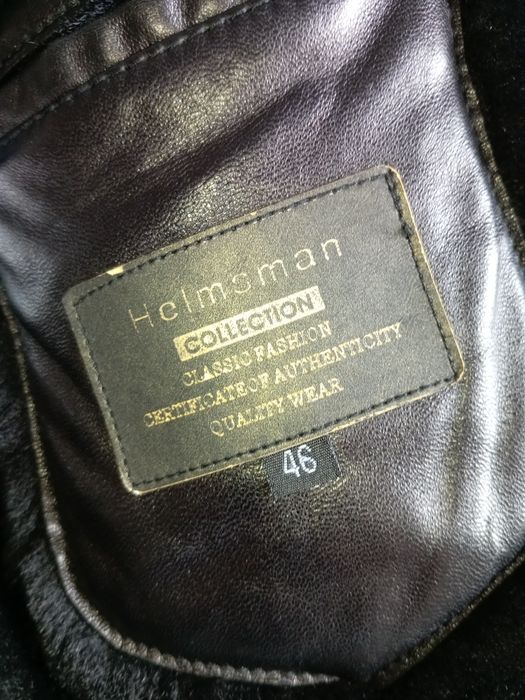 Helmsman
COLLECTION
CLASSIC FASHION
CERTIFICATE OF AUTHENTICITY
QUALITY WEAR
46